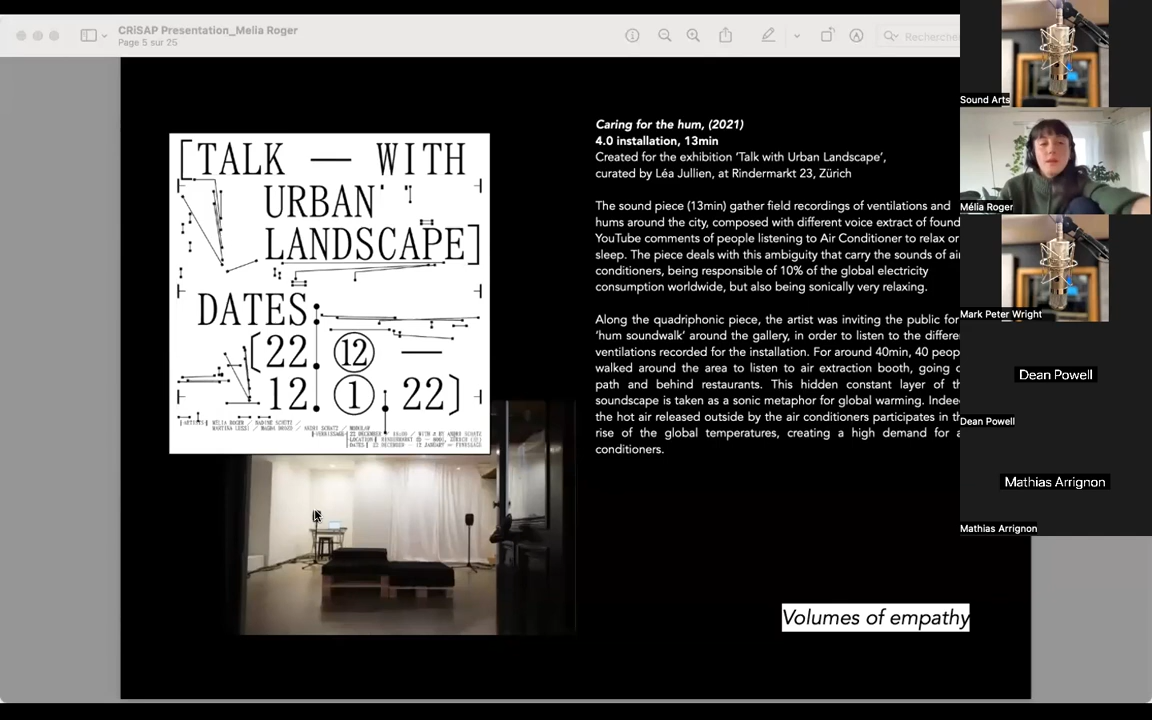 CRiSAP Presentation_Melia Roger
Page 5 sur 25
Rechercher
[TALK — WITH
URBAN
LANDSCAPE]
DATES:
[22. 12 —
12. 1. 22]
Caring for the hum, (2021)
4.0 installation, 13min
Created for the exhibition ‘Talk with Urban Landscape’,
curated by Léa Jullien, at Rindermarkt 23, Zürich
The sound piece (13min) gather field recordings of ventilations and
hums around the city, composed with different voice extract of found
YouTube comments of people listening to Air Conditioner to relax or
sleep. The piece deals with this ambiguity that carry the sounds of air
conditioners, being responsible of 10% of the global electricity
consumption worldwide, but also being sonically very relaxing.
Along the quadriphonic piece, the artist was inviting the public for
‘hum soundwalk’ around the gallery, in order to listen to the differen
ventilations recorded for the installation. For around 40min, 40 peop
walked around the area to listen to air extraction booth, going
path and behind restaurants. This hidden constant layer of th
soundscape is taken as a sonic metaphor for global warming. Indee
the hot air released outside by the air conditioners participates in th
rise of the global temperatures, creating a high demand for a
conditioners.
Volumes of empathy
Sound Arts
Mélia Roger
Mark Peter Wright
Dean Powell
Dean Powell
Mathias Arrignon
Mathias Arrignon